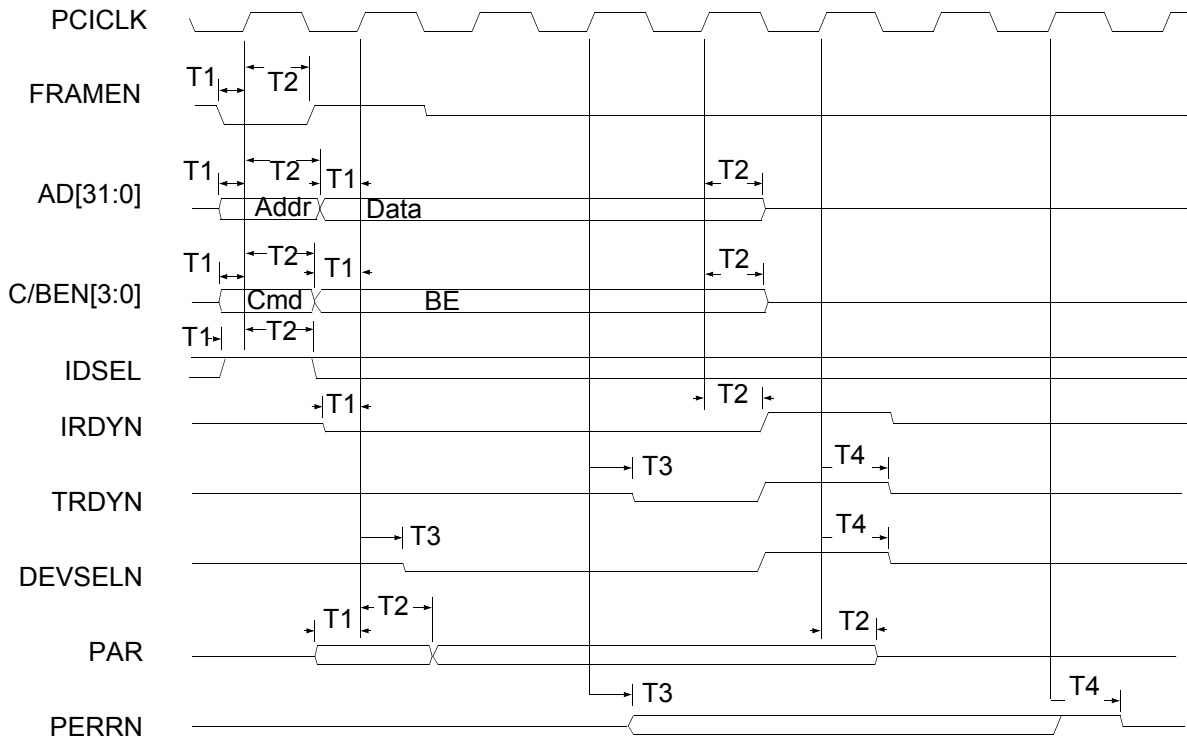 PCICLK
T1
T2
FRAMEN
T1
T2
T1
T2
AD[31:0]
Addr
Data
T1
T2
T1
T2
C/BEN[3:0]
Cmd
BE
T1
T2
IDSEL
T1
T2
IRDYN
T3
T4
TRDYN
T3
T4
DEVSELN
T1
T2
T2
PAR
T3
T4
PERRN